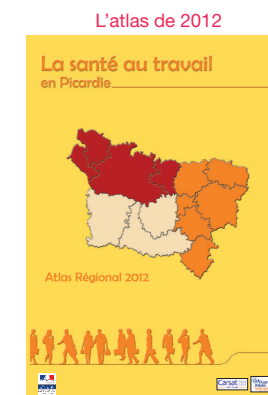 L'atlas de 2012
La santé au travail
en Picardie
Atlas Régional 2012
Carsat